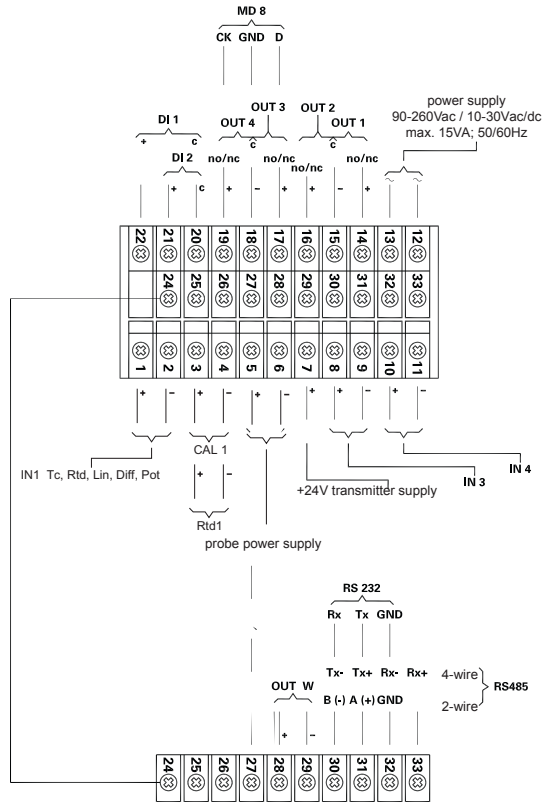 MD 8
CK GND D
power supply
90-260Vac / 10-30Vac/dc
max. 15VA; 50/60Hz
OUT 3 OUT 2
DI 1 OUT 4 OUT 1
+ c c c
DI 2 no/nc no/nc no/nc no/nc
+ c + – + + – + ~ ~
22 21 20 19 18 17 16 15 14 13 12
24 25 26 27 28 29 30 31 32 33
1 2 3 4 5 6 7 8 9 10 11
+ – + – + – + + – + –
CAL 1
IN1 Tc, Rtd, Lin, Diff, Pot
+ –
IN 4
IN 3
+24V transmitter supply
Rtd1
probe power supply
RS 232
Rx Tx GND
Tx- Tx+ Rx- Rx+ 4-wire
OUT W RS485
B (-) A (+) GND 2-wire
+ –
24 25 26 27 28 29 30 31 32 33